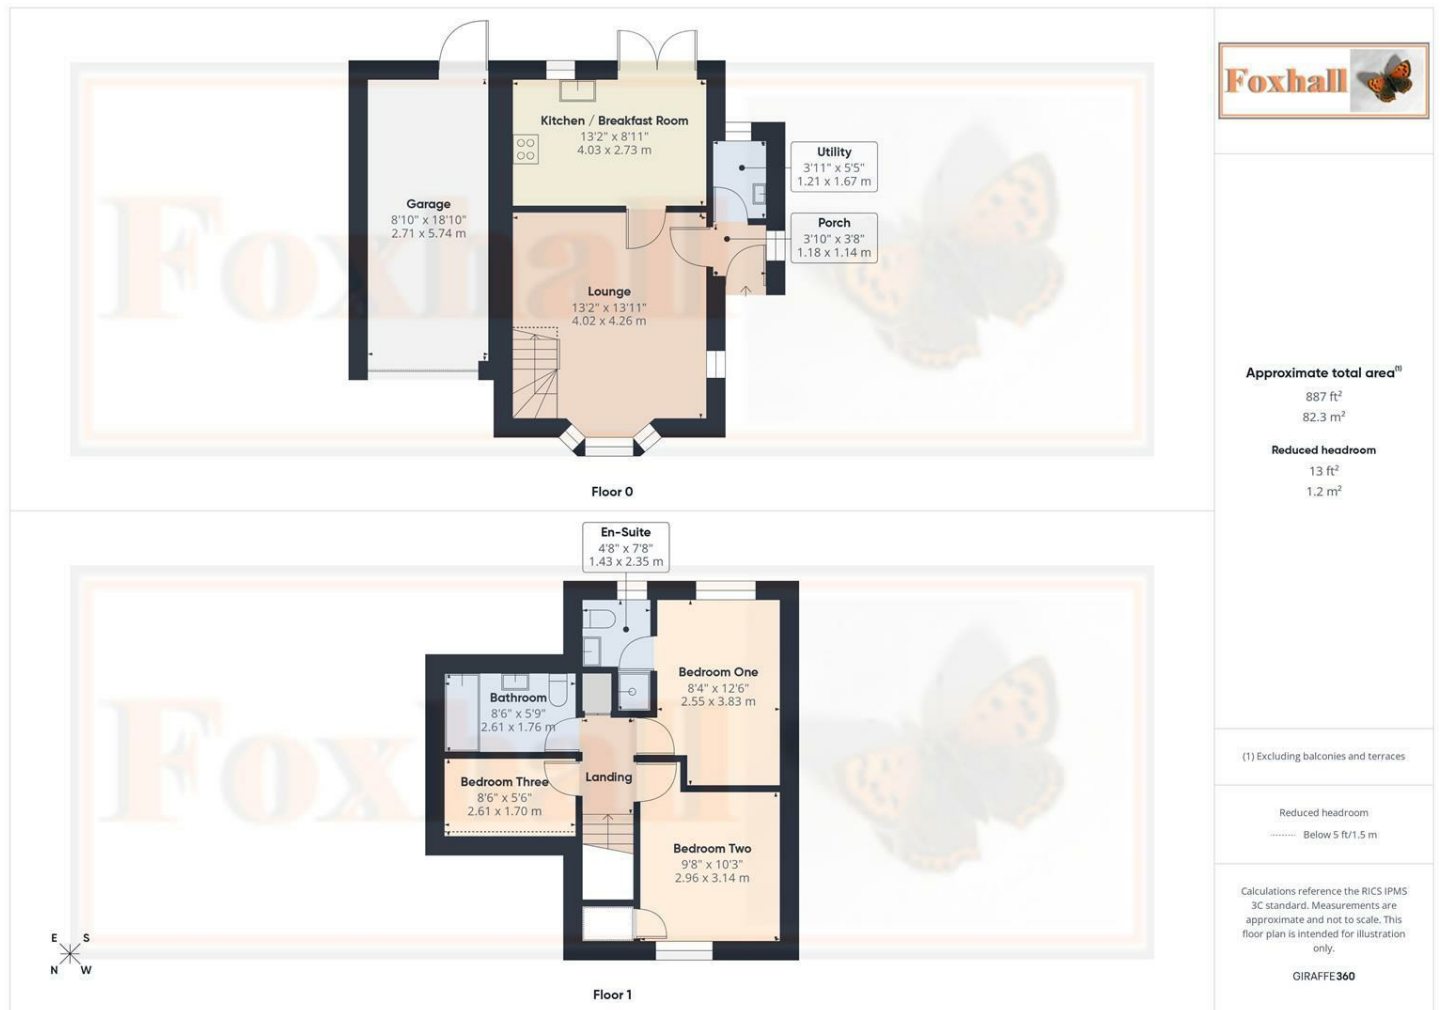 Foxhall
Garage
8'10" x 18'10"
2.71 x 5.74 m
Kitchen / Breakfast Room
13'2" x 8'11"
4.03 x 2.73 m
Utility
3'11" x 5'5"
1.21 x 1.67 m
Porch
3'10" x 3'8"
1.18 x 1.14 m
Lounge
13'2" x 13'11"
4.02 x 4.26 m
Floor 0
Foxhall
En-Suite
4'8" x 7'8"
1.43 x 2.35 m
Bedroom One
8'4" x 12'6"
2.55 x 3.83 m
Bathroom
8'6" x 5'9"
2.61 x 1.76 m
Landing
Bedroom Three
8'6" x 5'6"
2.61 x 1.70 m
Bedroom Two
9'8" x 10'3"
2.96 x 3.14 m
E S
N W
Floor 1
Foxhall
Approximate total area(1)
887 ft²
82.3 m²
Reduced headroom
13 ft²
1.2 m²
(1) Excluding balconies and terraces
Reduced headroom
Below 5 ft/1.5 m
Calculations reference the RICS IPMS
3C standard. Measurements are
approximate and not to scale. This
floor plan is intended for illustration
only.
GIRAFFE360